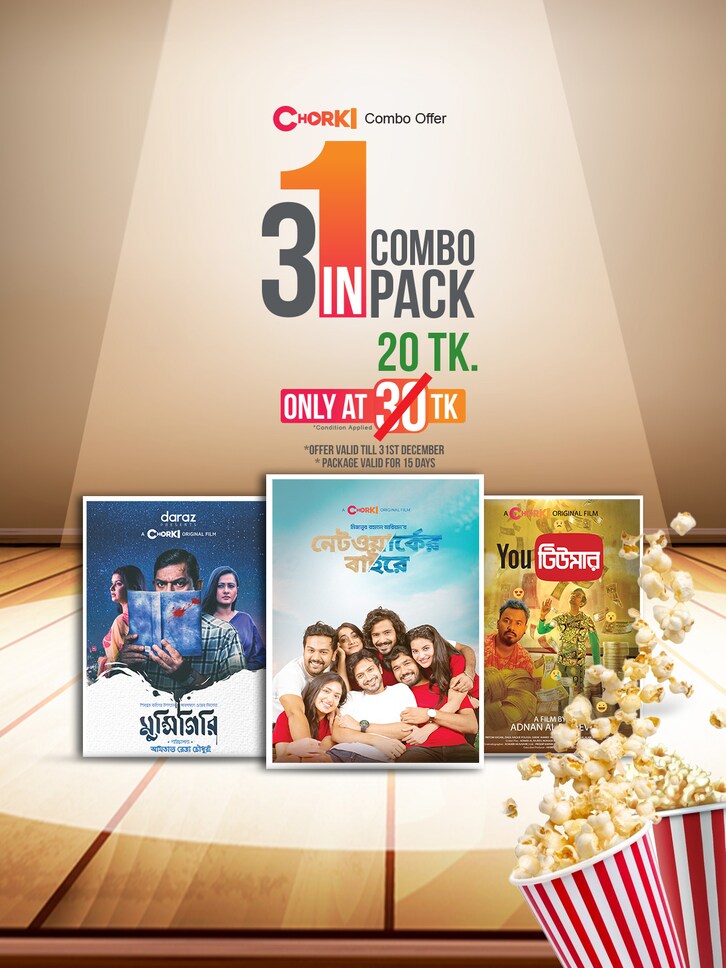 CHORKI Combo Offer
3 IN 1 COMBO PACK
20 TK.
ONLY AT 30 TK
*Condition Applied
*OFFER VALID TILL 31ST DECEMBER
* PACKAGE VALID FOR 15 DAYS
daraz
PRESENTS
A CHORKI ORIGINAL FILM
মুন্সিগিরি
A CHORKI ORIGINAL FILM
মিজানুর রহমান আরিয়ান'র
নেটওয়ার্কের
বাইরে
A CHORKI ORIGINAL FILM
You টিউমার
A FILM BY
ADNAN AL